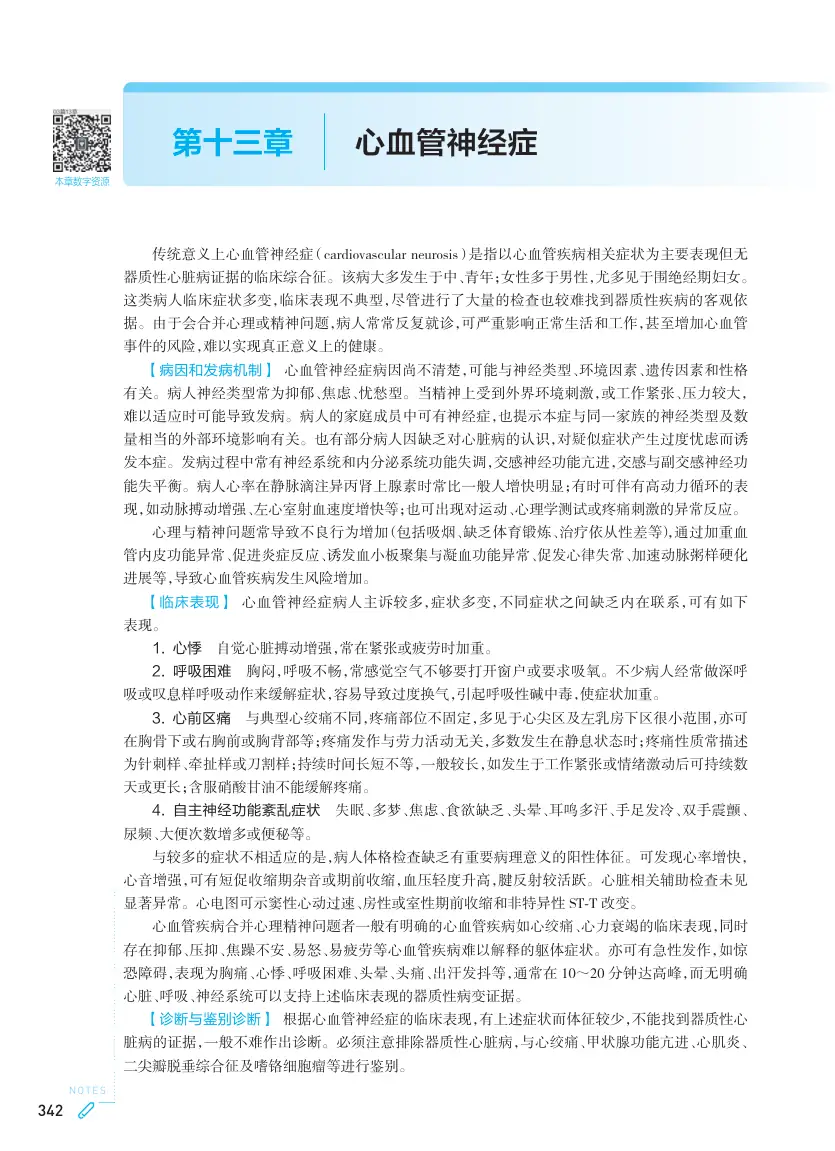 本章数字资源
第十三章 心血管神经症
传统意义上心血管神经症(cardiovascular neurosis)是指以心血管疾病相关症状为主要表现但无
器质性心脏病证据的临床综合征。该病大多发生于中、青年;女性多于男性,尤多见于围绝经期妇女。
这类病人临床症状多变,临床表现不典型,尽管进行了大量的检查也较难找到器质性疾病的客观依
据。由于会合并心理或精神问题,病人常常反复就诊,可严重影响正常生活和工作,甚至增加心血管
事件的风险,难以实现真正意义上的健康。
【病因和发病机制】 心血管神经症病因尚不清楚,可能与神经类型、环境因素、遗传因素和性格
有关。病人神经类型常为抑郁、焦虑、忧愁型。当精神上受到外界环境刺激,或工作紧张、压力较大,
难以适应时可能导致发病。病人的家庭成员中可有神经症,也提示本症与同一家族的神经类型及数
量相当的外部环境影响有关。也有部分病人因缺乏对心脏病的认识,对疑似症状产生过度忧虑而诱
发本症。发病过程中常有神经系统和内分泌系统功能失调,交感神经功能亢进,交感与副交感神经功
能失平衡。病人心率在静脉滴注异丙肾上腺素时常比一般人增快明显;有时可伴有高动力循环的表
现,如动脉搏动增强、左心室射血速度增快等;也可出现对运动、心理学测试或疼痛刺激的异常反应。
心理与精神问题常导致不良行为增加(包括吸烟、缺乏体育锻炼、治疗依从性差等),通过加重血
管内皮功能异常、促进炎症反应、诱发血小板聚集与凝血功能异常、促发心律失常、加速动脉粥样硬化
进展等,导致心血管疾病发生风险增加。
【临床表现】 心血管神经症病人主诉较多,症状多变,不同症状之间缺乏内在联系,可有如下
表现。
1. 心悸 自觉心脏搏动增强,常在紧张或疲劳时加重。
2. 呼吸困难 胸闷,呼吸不畅,常感觉空气不够要打开窗户或要求吸氧。不少病人经常做深呼
吸或叹息样呼吸动作来缓解症状,容易导致过度换气,引起呼吸性碱中毒,使症状加重。
3. 心前区痛 与典型心绞痛不同,疼痛部位不固定,多见于心尖区及左乳房下区很小范围,亦可
在胸骨下或右胸前或胸背部等;疼痛发作与劳力活动无关,多数发生在静息状态时;疼痛性质常描述
为针刺样、牵扯样或刀割样;持续时间长短不等,一般较长,如发生于工作紧张或情绪激动后可持续数
天或更长;含服硝酸甘油不能缓解疼痛。
4. 自主神经功能紊乱症状 失眠、多梦、焦虑、食欲缺乏、头晕、耳鸣多汗、手足发冷、双手震颤、
尿频、大便次数增多或便秘等。
与较多的症状不相适应的是,病人体格检查缺乏有重要病理意义的阳性体征。可发现心率增快,
心音增强,可有短促收缩期杂音或期前收缩,血压轻度升高,腱反射较活跃。心脏相关辅助检查未见
显著异常。心电图可示窦性心动过速、房性或室性期前收缩和非特异性 ST-T 改变。
心血管疾病合并心理精神问题者一般有明确的心血管疾病如心绞痛、心力衰竭的临床表现,同时
存在抑郁、压抑、焦躁不安、易怒、易疲劳等心血管疾病难以解释的躯体症状。亦可有急性发作,如惊
恐障碍,表现为胸痛、心悸、呼吸困难、头晕、头痛、出汗发抖等,通常在 10~20 分钟达高峰,而无明确
心脏、呼吸、神经系统可以支持上述临床表现的器质性病变证据。
【诊断与鉴别诊断】 根据心血管神经症的临床表现,有上述症状而体征较少,不能找到器质性心
脏病的证据,一般不难作出诊断。必须注意排除器质性心脏病,与心绞痛、甲状腺功能亢进、心肌炎、
二尖瓣脱垂综合征及嗜铬细胞瘤等进行鉴别。
NOTES
342